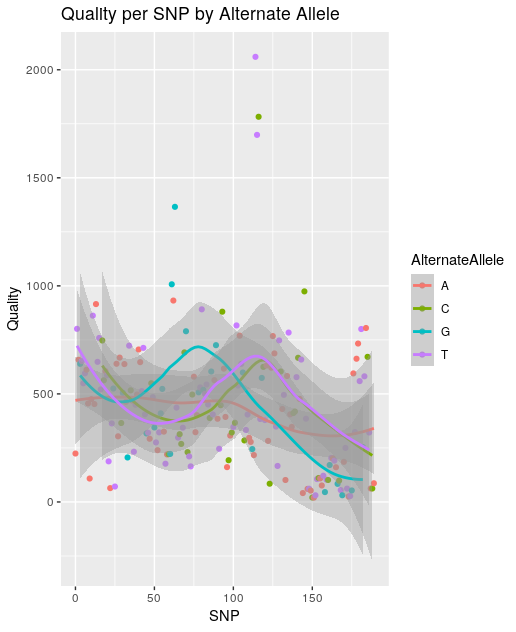 Quality per SNP by Alternate Allele
2000
1500
1000
500
0
Quality
0 50 100 150
SNP
AlternateAllele
A
C
G
T